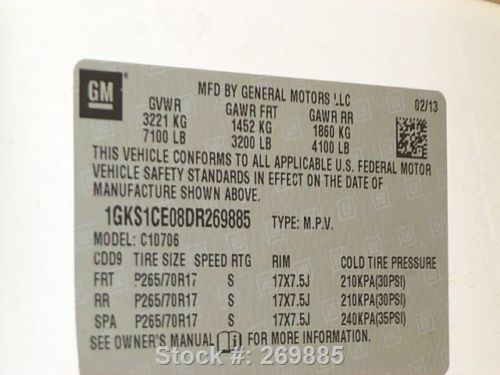 GM
MFD BY GENERAL MOTORS LLC
02/13
GVWR GAWR FRT GAWR RR
3221 KG 1452 KG 1860 KG
7100 LB 3200 LB 4100 LB
THIS VEHICLE CONFORMS TO ALL APPLICABLE U.S. FEDERAL MOTOR
VEHICLE SAFETY STANDARDS IN EFFECT ON THE DATE OF
MANUFACTURE SHOWN ABOVE.
1GKS1CE08DR269885 TYPE: M.P.V.
MODEL: C10706
CDD9 TIRE SIZE SPEED RTG RIM COLD TIRE PRESSURE
FRT P265/70R17 S 17X7.5J 210KPA(30PSI)
RR P265/70R17 S 17X7.5J 210KPA(30PSI)
SPA P265/70R17 S 17X7.5J 240KPA(35PSI)
SEE OWNER'S MANUAL FOR MORE INFORMATION.
Stock #: 269885